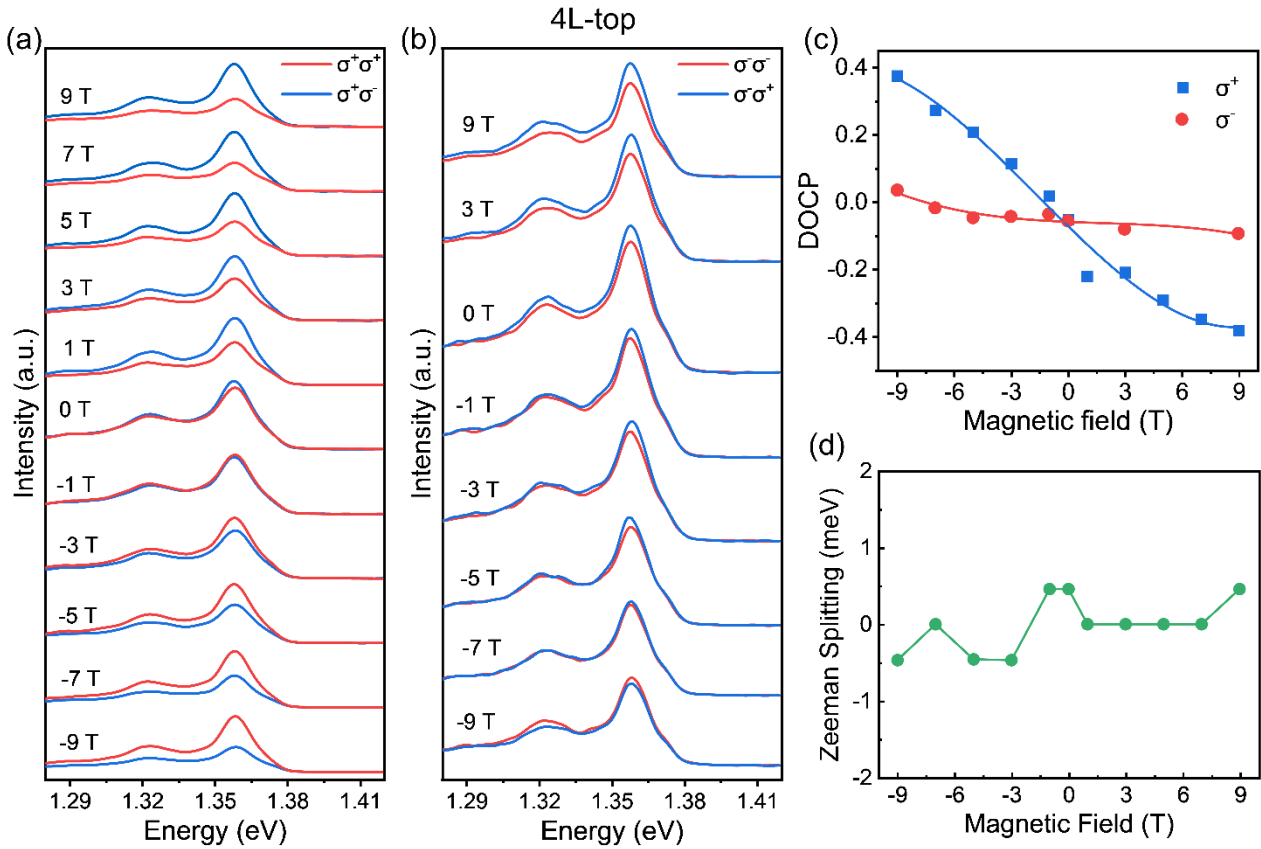 4L-top
(a)
σ⁺σ⁺
σ⁺σ⁻
9 T
7 T
5 T
3 T
1 T
0 T
-1 T
-3 T
-5 T
-7 T
-9 T
Intensity (a.u.)
1.29 1.32 1.35 1.38 1.41
Energy (eV)
(b)
σ⁻σ⁻
σ⁻σ⁺
9 T
3 T
0 T
-1 T
-3 T
-5 T
-7 T
-9 T
Intensity (a.u.)
1.29 1.32 1.35 1.38 1.41
Energy (eV)
(c)
σ⁺
σ⁻
0.4
0.2
0.0
-0.2
-0.4
DOCP
-9 -6 -3 0 3 6 9
Magnetic field (T)
(d)
2
1
0
-1
-2
Zeeman Splitting (meV)
-9 -6 -3 0 3 6 9
Magnetic Field (T)